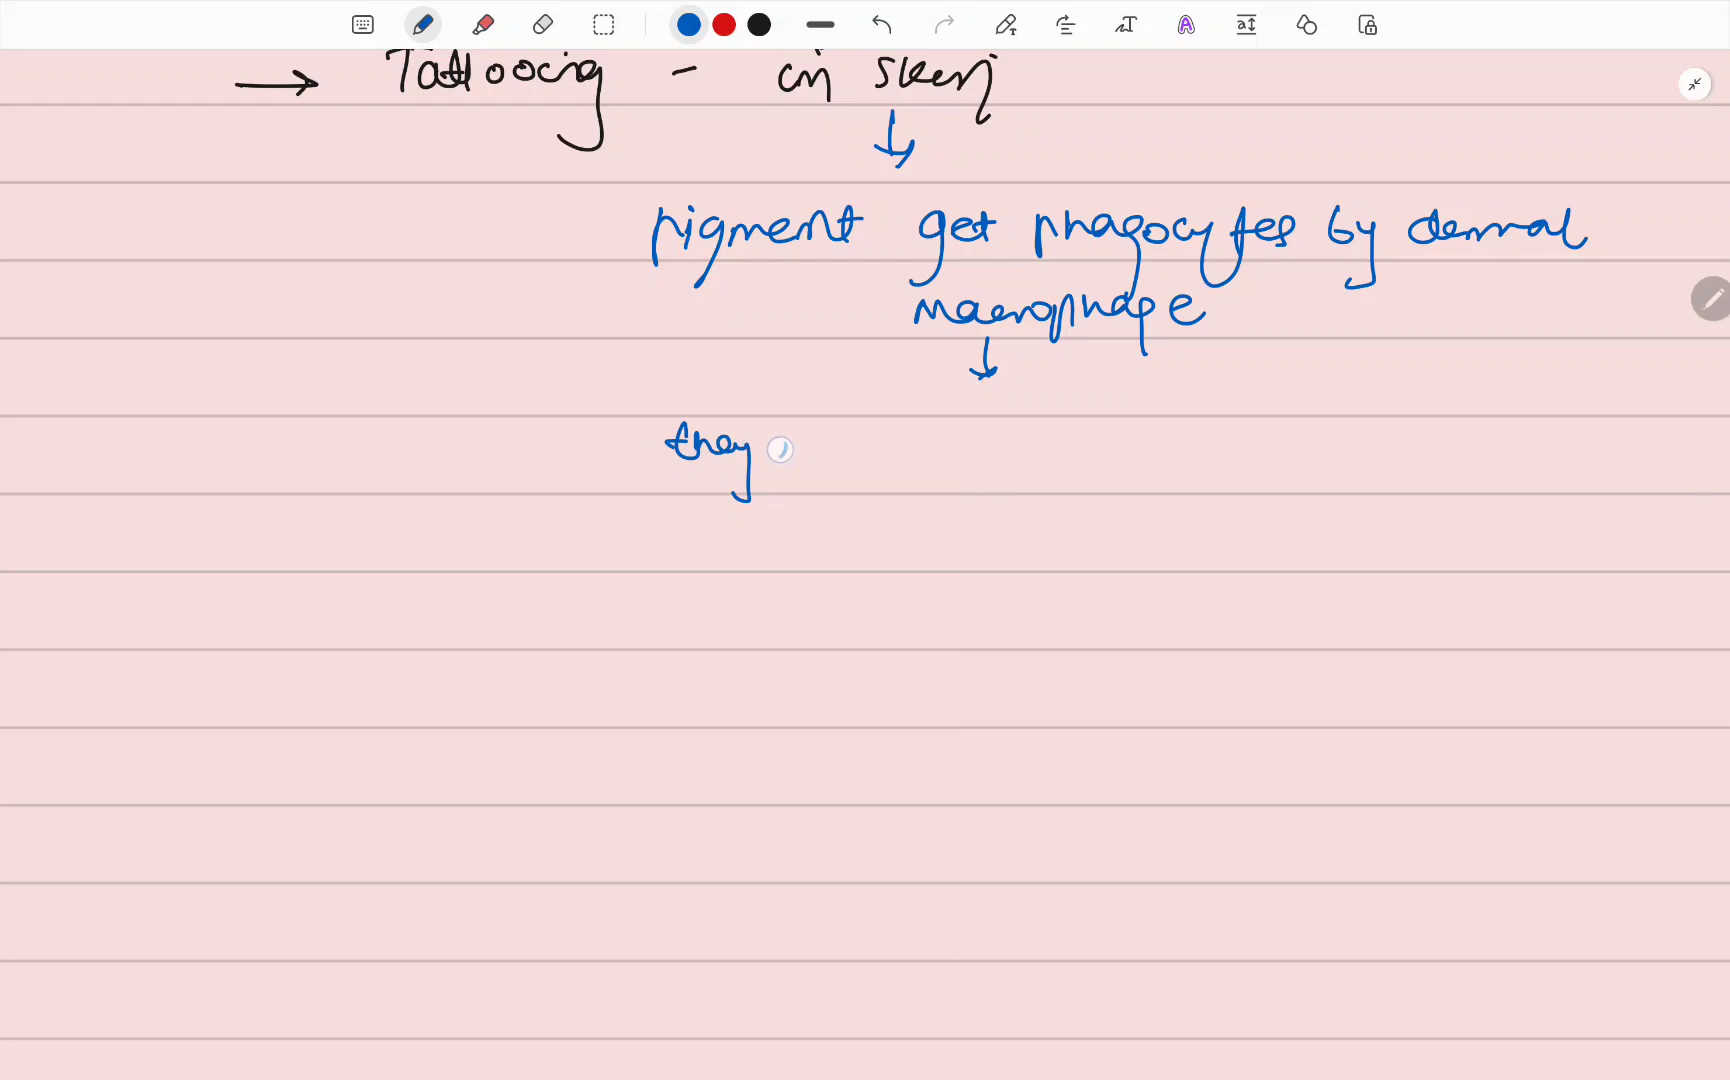 → Tattooing - in skin
↓
pigment get phagocytes by dermal
macrophage
↓
they